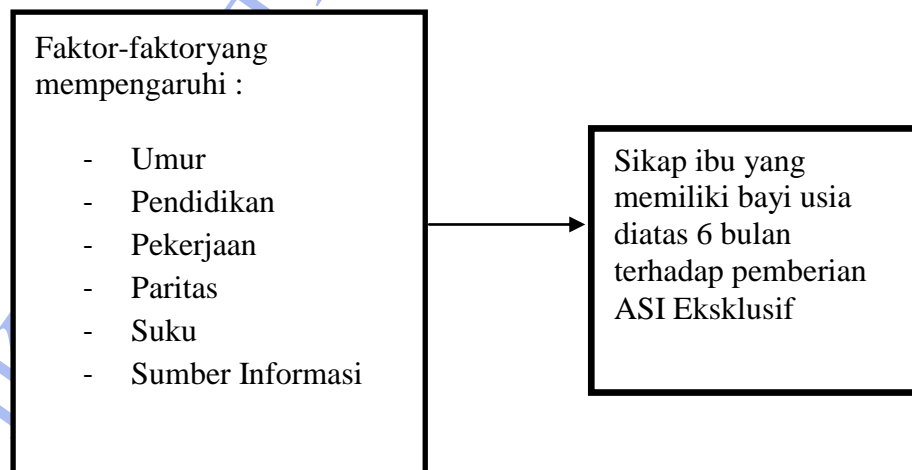 Faktor-faktoryang
mempengaruhi :
- Umur
- Pendidikan
- Pekerjaan
- Paritas
- Suku
- Sumber Informasi
Sikap ibu yang
memiliki bayi usia
diatas 6 bulan
terhadap pemberian
ASI Eksklusif